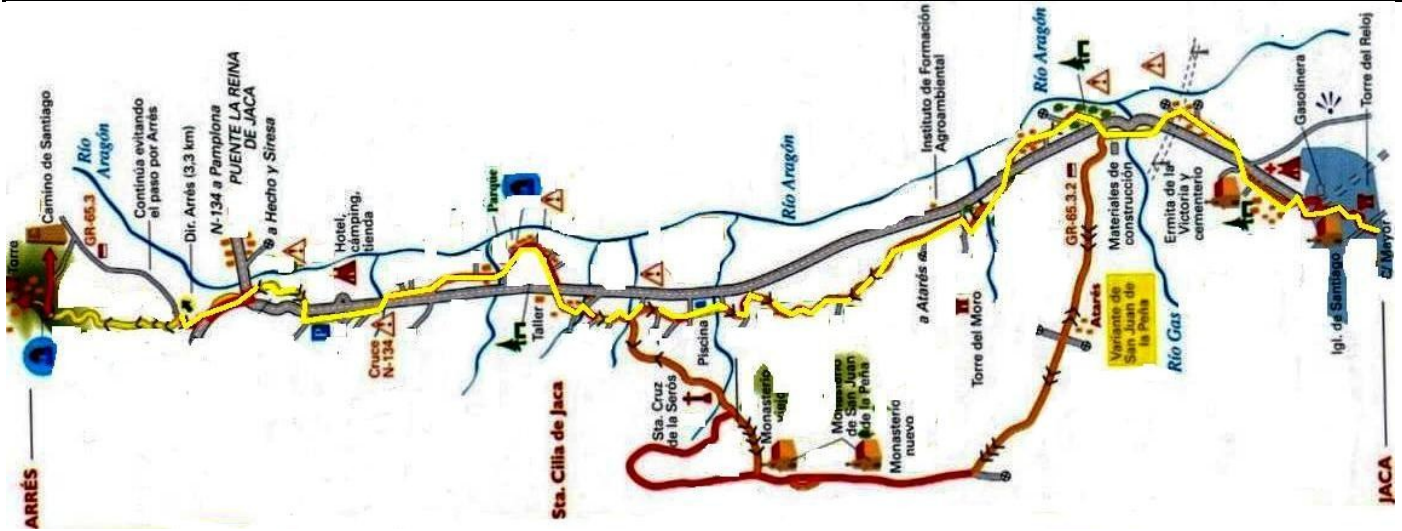 ARRÉS
Torre
Camino de Santiago
GR-65.3
Río
Aragón
Continúa evitando
el paso por Arrés
Dir. Arrés (3,3 km)
N-134 a Pamplona
PUENTE LA REINA
DE JACA
a Hecho y Siresa
Hotel,
cámping,
tienda
Cruce
N-134
Parque
Taller
Sta. Cilia de Jaca
Sta. Cruz
de la Serós
Piscina
Monasterio
viejo
Río Aragón
Monasterio
de San Juan
de la Peña
Monasterio
nuevo
a Atarés
Instituto de Formación
Agroambiental
Torre del Moro
Río Aragón
GR-65.3.2
Atarés
Materiales de
construcción
Variante de
San Juan de
la Peña
Río Gas
Ermita de la
Victoria y
cementerio
Gasolinera
Torre del Reloj
Igl. de Santiago
C/ Mayor
JACA